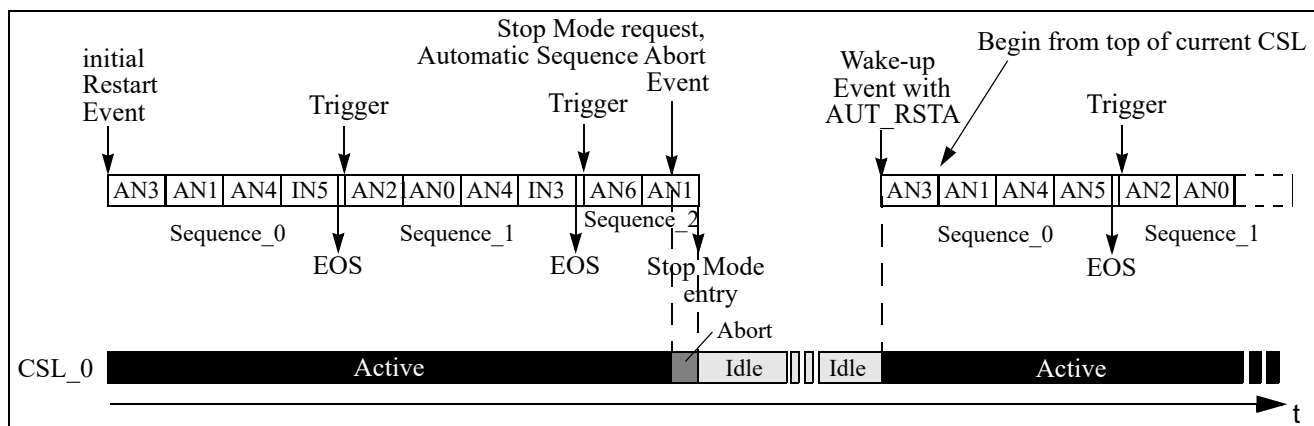 Stop Mode request,
Automatic Sequence Abort
Event
initial
Restart
Event
Trigger
Trigger
Wake-up
Event with
AUT_RSTA
Begin from top of current CSL
Trigger
AN3 AN1 AN4 IN5 AN21 AN0 AN4 IN3 AN6 AN1
AN3 AN1 AN4 AN5 AN2 AN0
Sequence_0
Sequence_1
Sequence_2
Sequence_0
Sequence_1
EOS
EOS
Stop Mode
entry
EOS
Abort
CSL_0
Active
Idle
Idle
Active
t